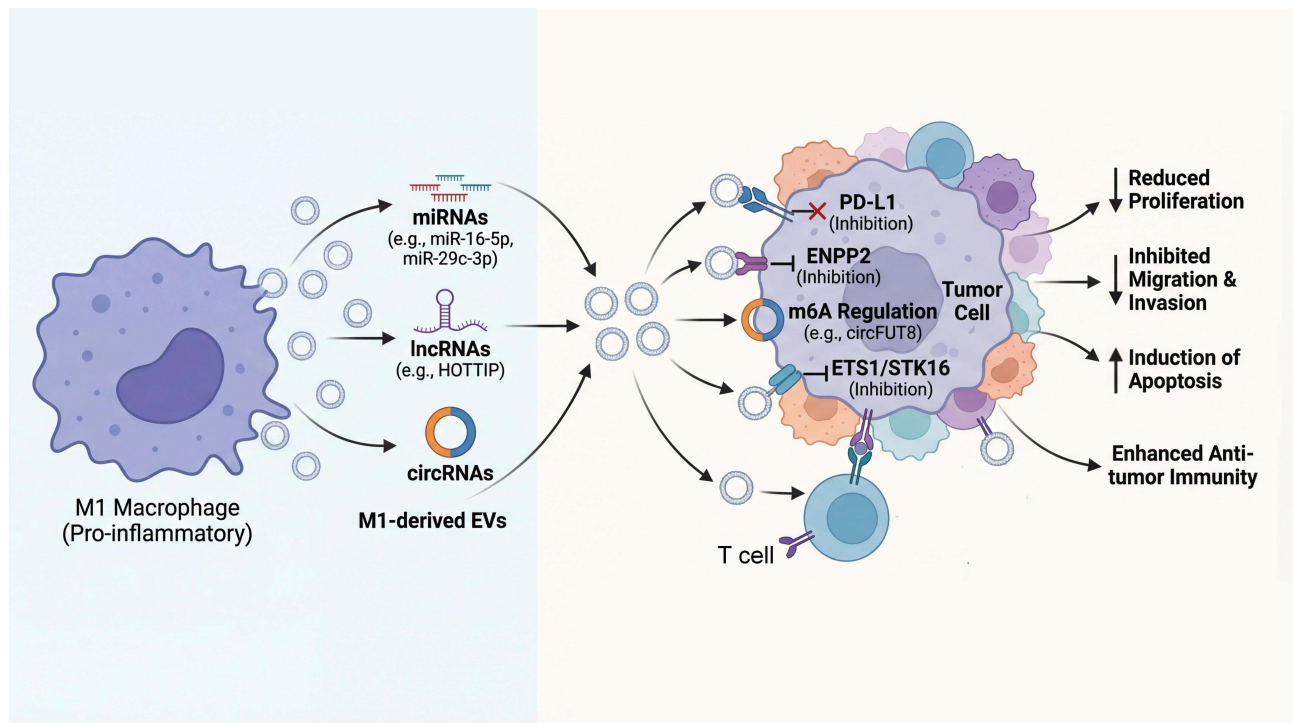 miRNAs
(e.g., miR-16-5p,
miR-29c-3p)
lncRNAs
(e.g., HOTTIP)
circRNAs
M1-derived EVs
M1 Macrophage
(Pro-inflammatory)
PD-L1
(Inhibition)
ENPP2
(Inhibition)
m6A Regulation
(e.g., circFUT8)
ETS1/STK16
(Inhibition)
Tumor
Cell
T cell
Reduced
Proliferation
Inhibited
Migration &
Invasion
Induction of
Apoptosis
Enhanced Anti-
tumor Immunity